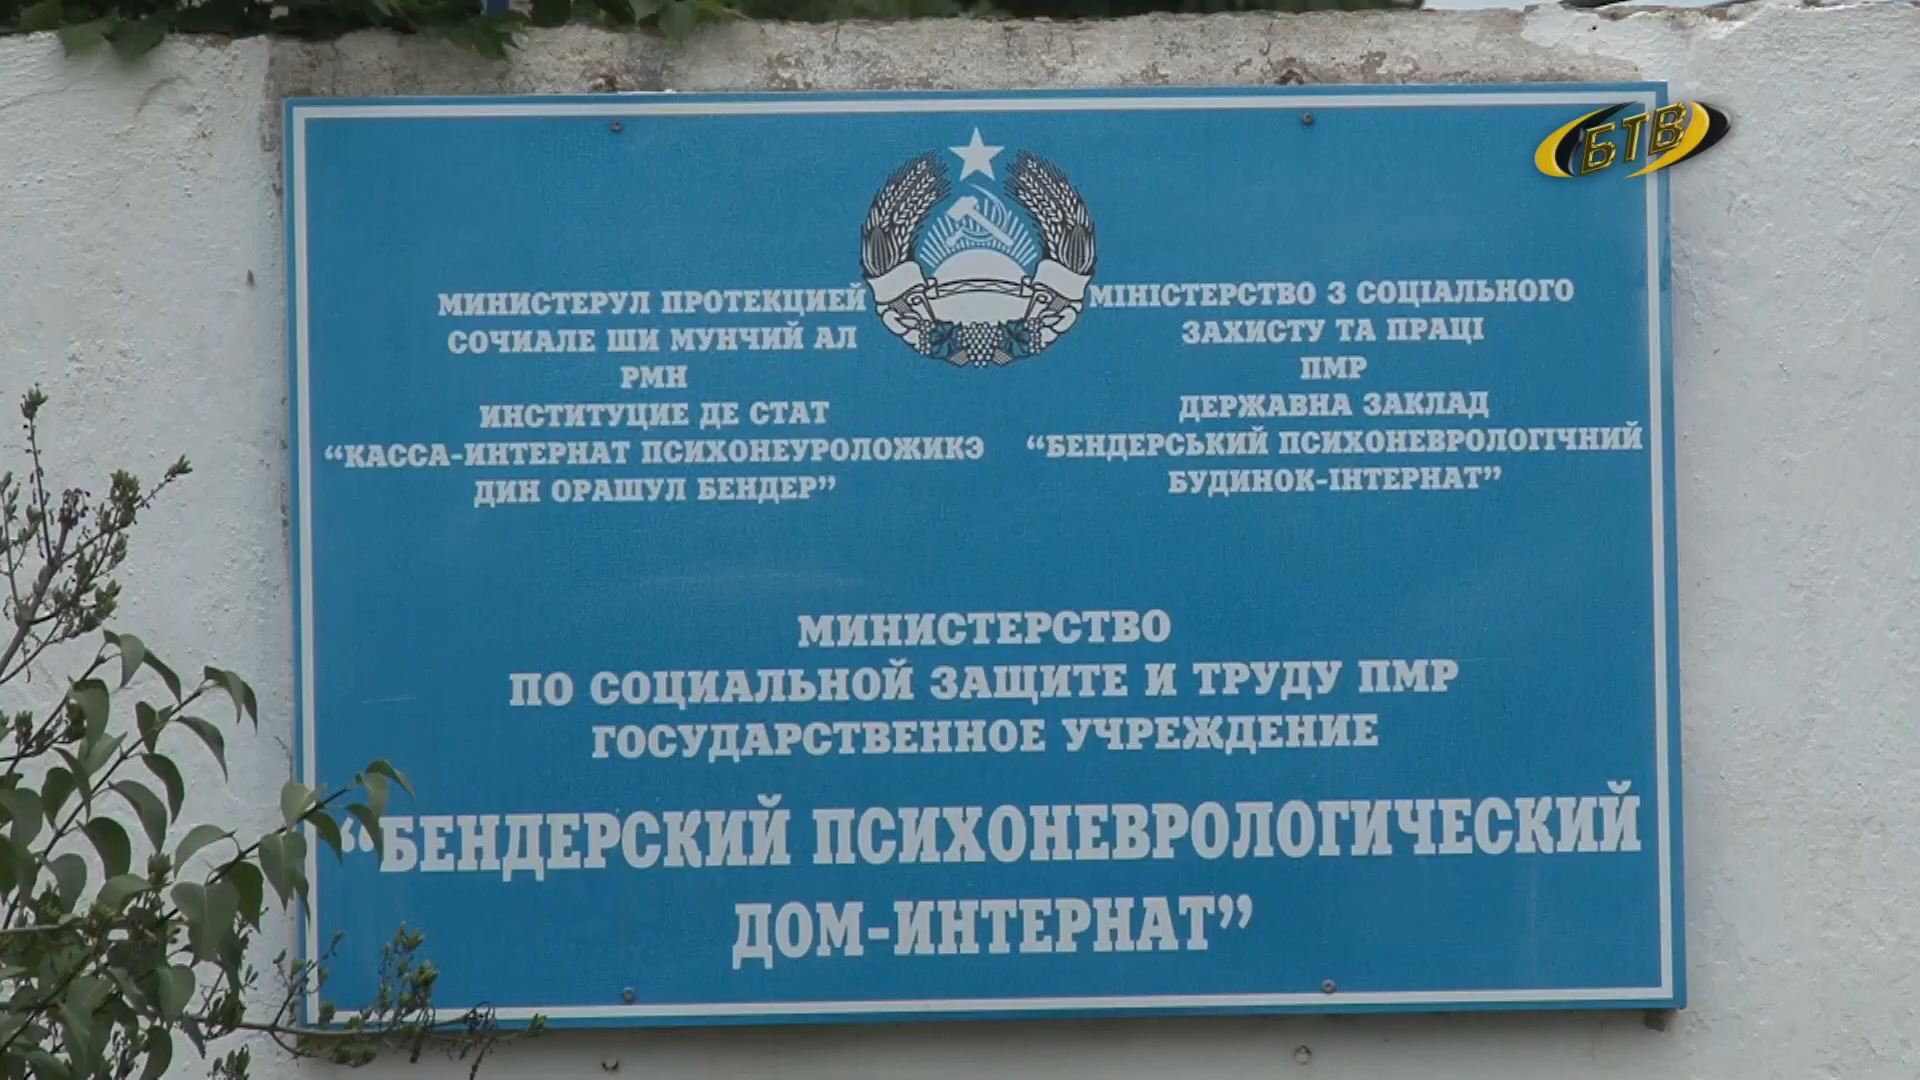 БТВ
МИНИСТЕРУЛ ПРОТЕКЦИЕЙ
СОЧИАЛЕ ШИ МУНЧИЙ АЛ
РМН
ИНСТИТУЦИЕ ДЕ СТАТ
“КАССА-ИНТЕРНАТ ПСИХОНЕУРОЛОЖИКЭ
ДИН ОРАШУЛ БЕНДЕР”
МІНІСТЕРСТВО З СОЦІАЛЬНОГО
ЗАХИСТУ ТА ПРАЦІ
ПМР
ДЕРЖАВНА ЗАКЛАД
“БЕНДЕРСЬКИЙ ПСИХОНЕВРОЛОГІЧНИЙ
БУДИНОК-ІНТЕРНАТ”
МИНИСТЕРСТВО
ПО СОЦИАЛЬНОЙ ЗАЩИТЕ И ТРУДУ ПМР
ГОСУДАРСТВЕННОЕ УЧРЕЖДЕНИЕ
“БЕНДЕРСКИЙ ПСИХОНЕВРОЛОГИЧЕСКИЙ
ДОМ-ИНТЕРНАТ”